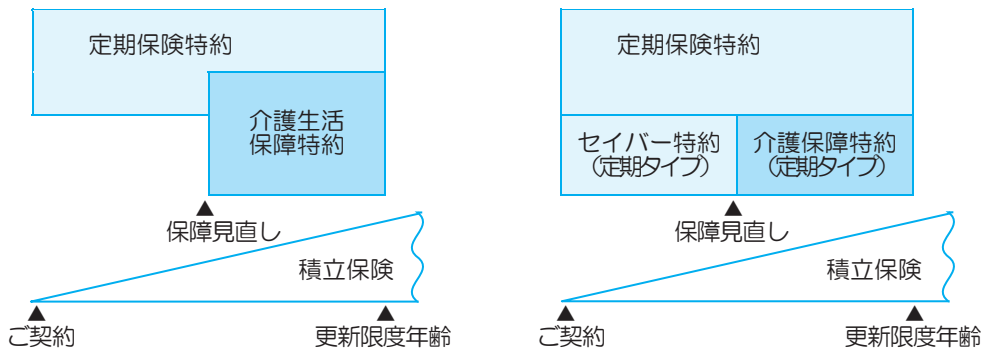 定期保険特約
介護生活
保障特約
▲
保障見直し
積立保険
▲
ご契約
▲
更新限度年齢
定期保険特約
セイバー特約
（定期タイプ）
介護保障特約
（定期タイプ）
▲
保障見直し
積立保険
▲
ご契約
▲
更新限度年齢